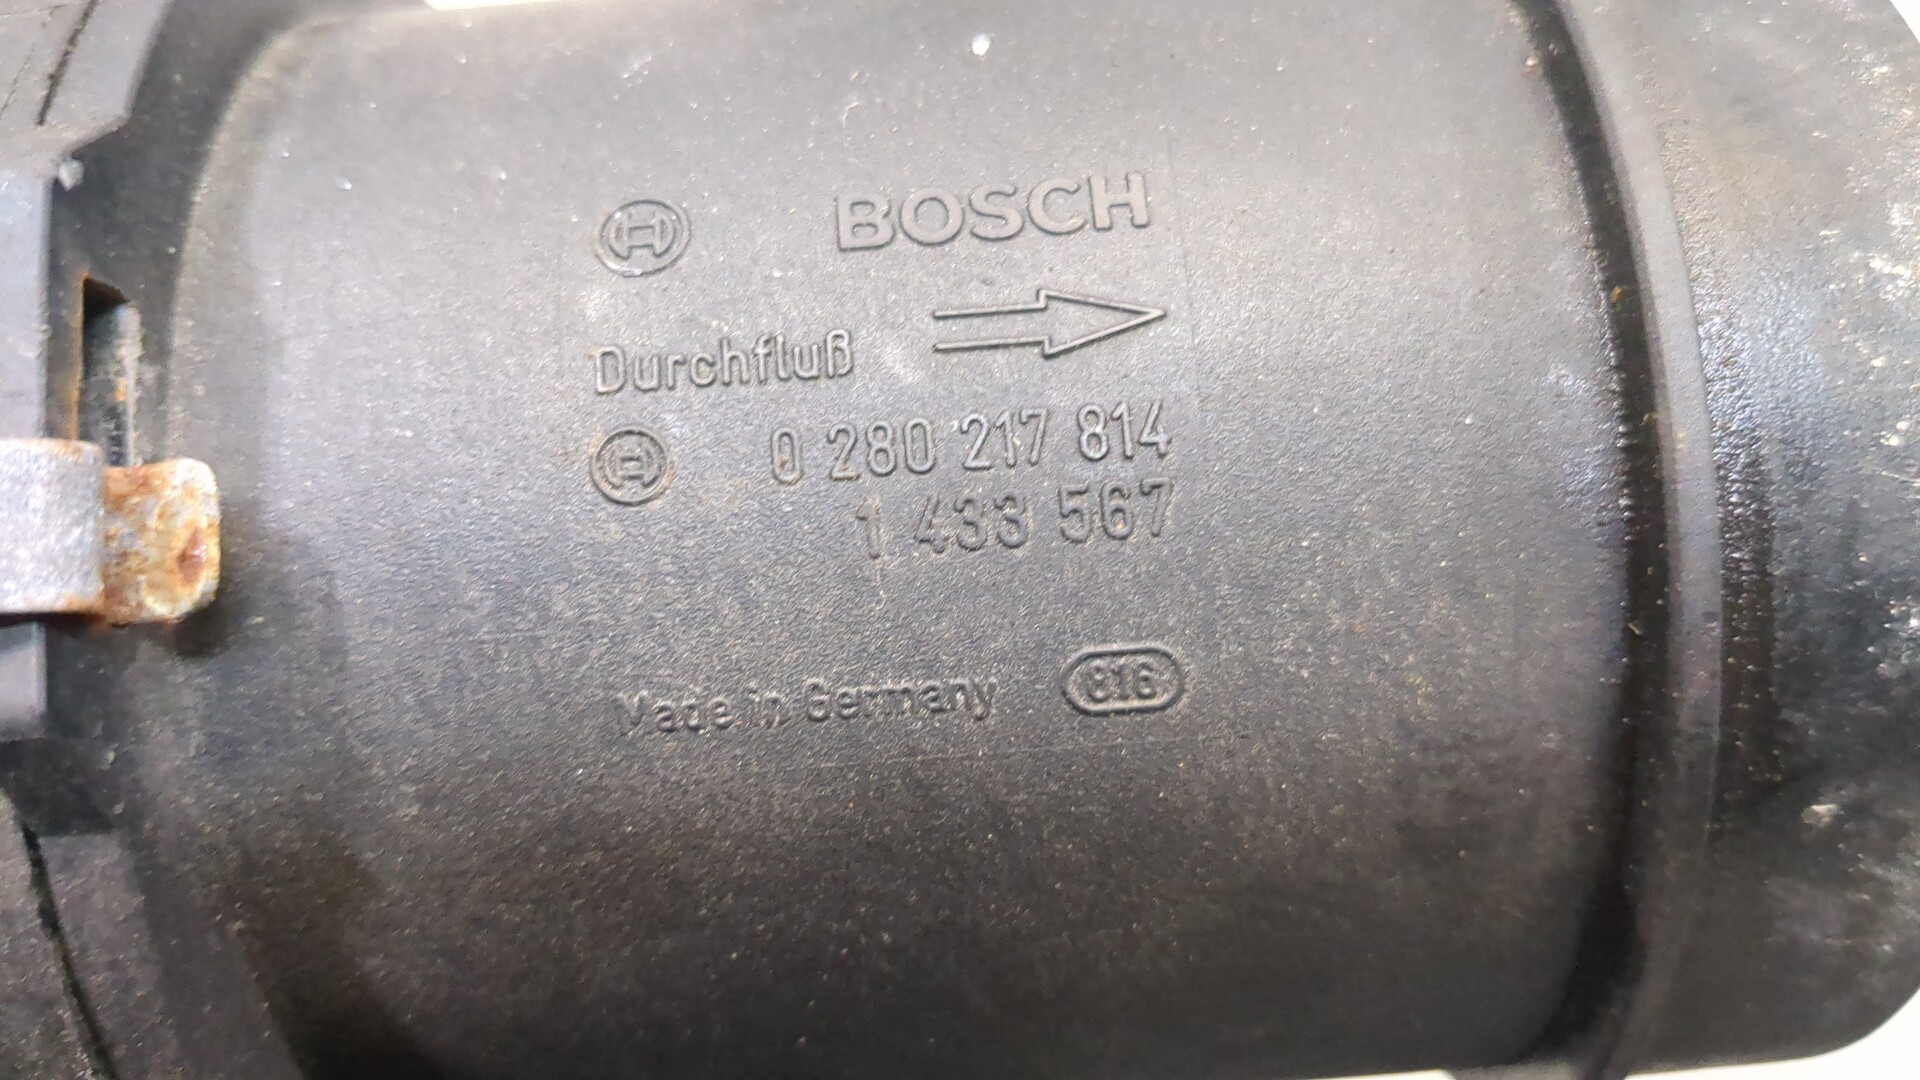 BOSCH
Durchfluß
0 280 217 814
1 433 567
Made in Germany 816